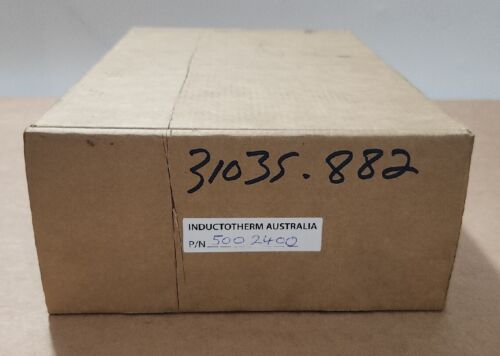 31035.882
INDUCTOTHERM AUSTRALIA
P/N 500 2400